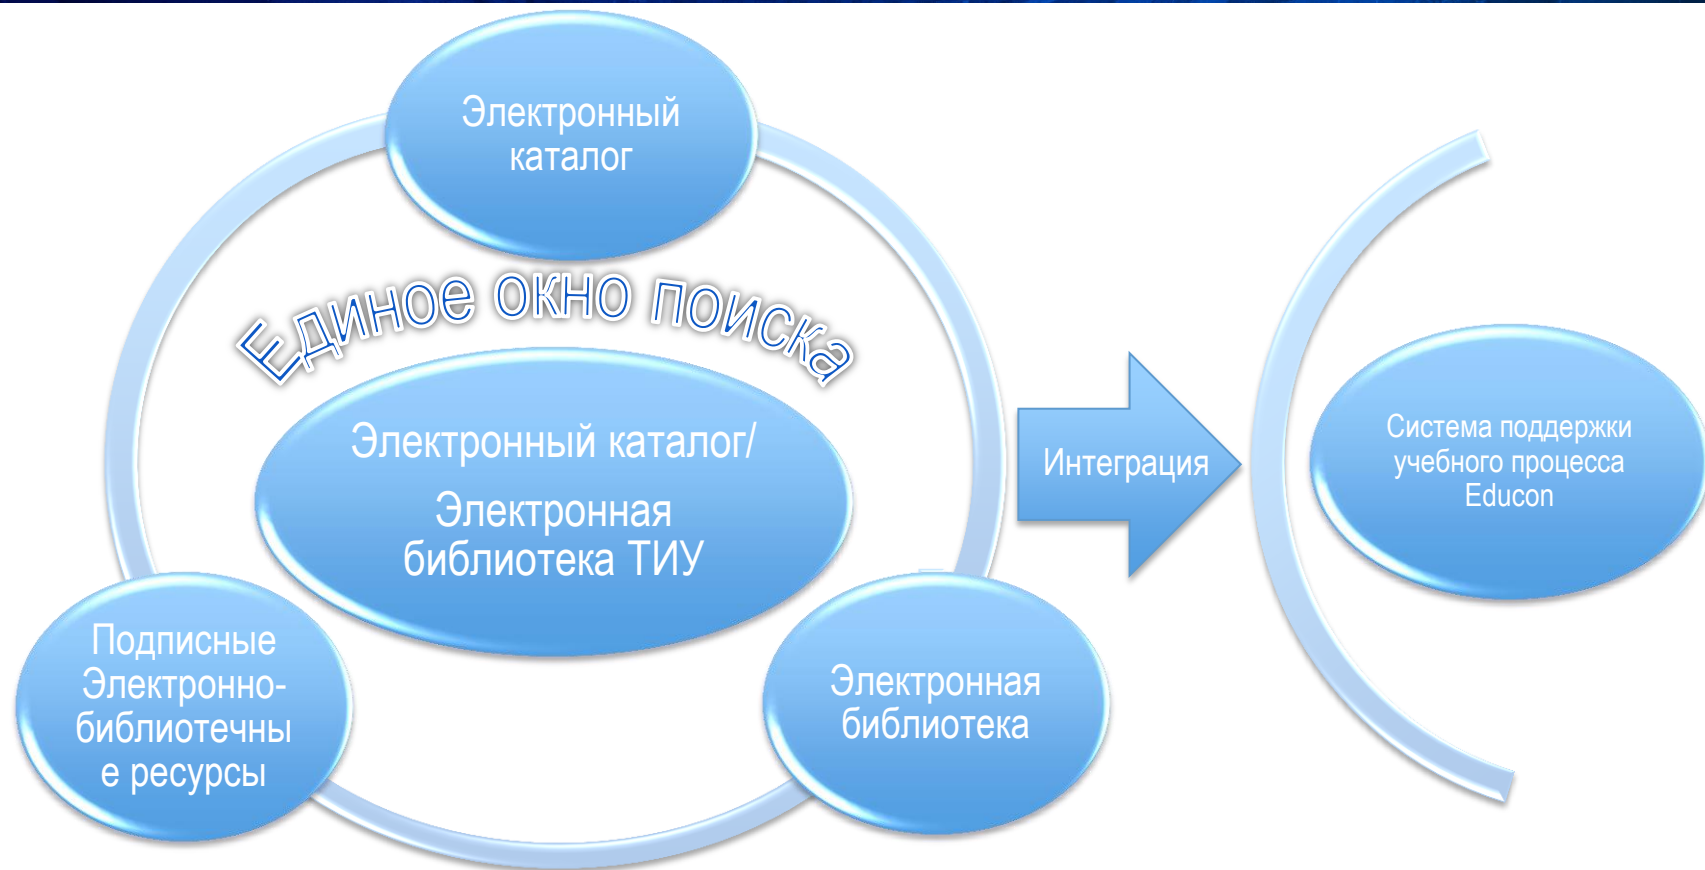 Электронный
каталог
Единое окно поиска
Электронный каталог/
Электронная
библиотека ТИУ
Подписные
Электронно-
библиотечны
е ресурсы
Электронная
библиотека
Интеграция
Система поддержки
учебного процесса
Educon